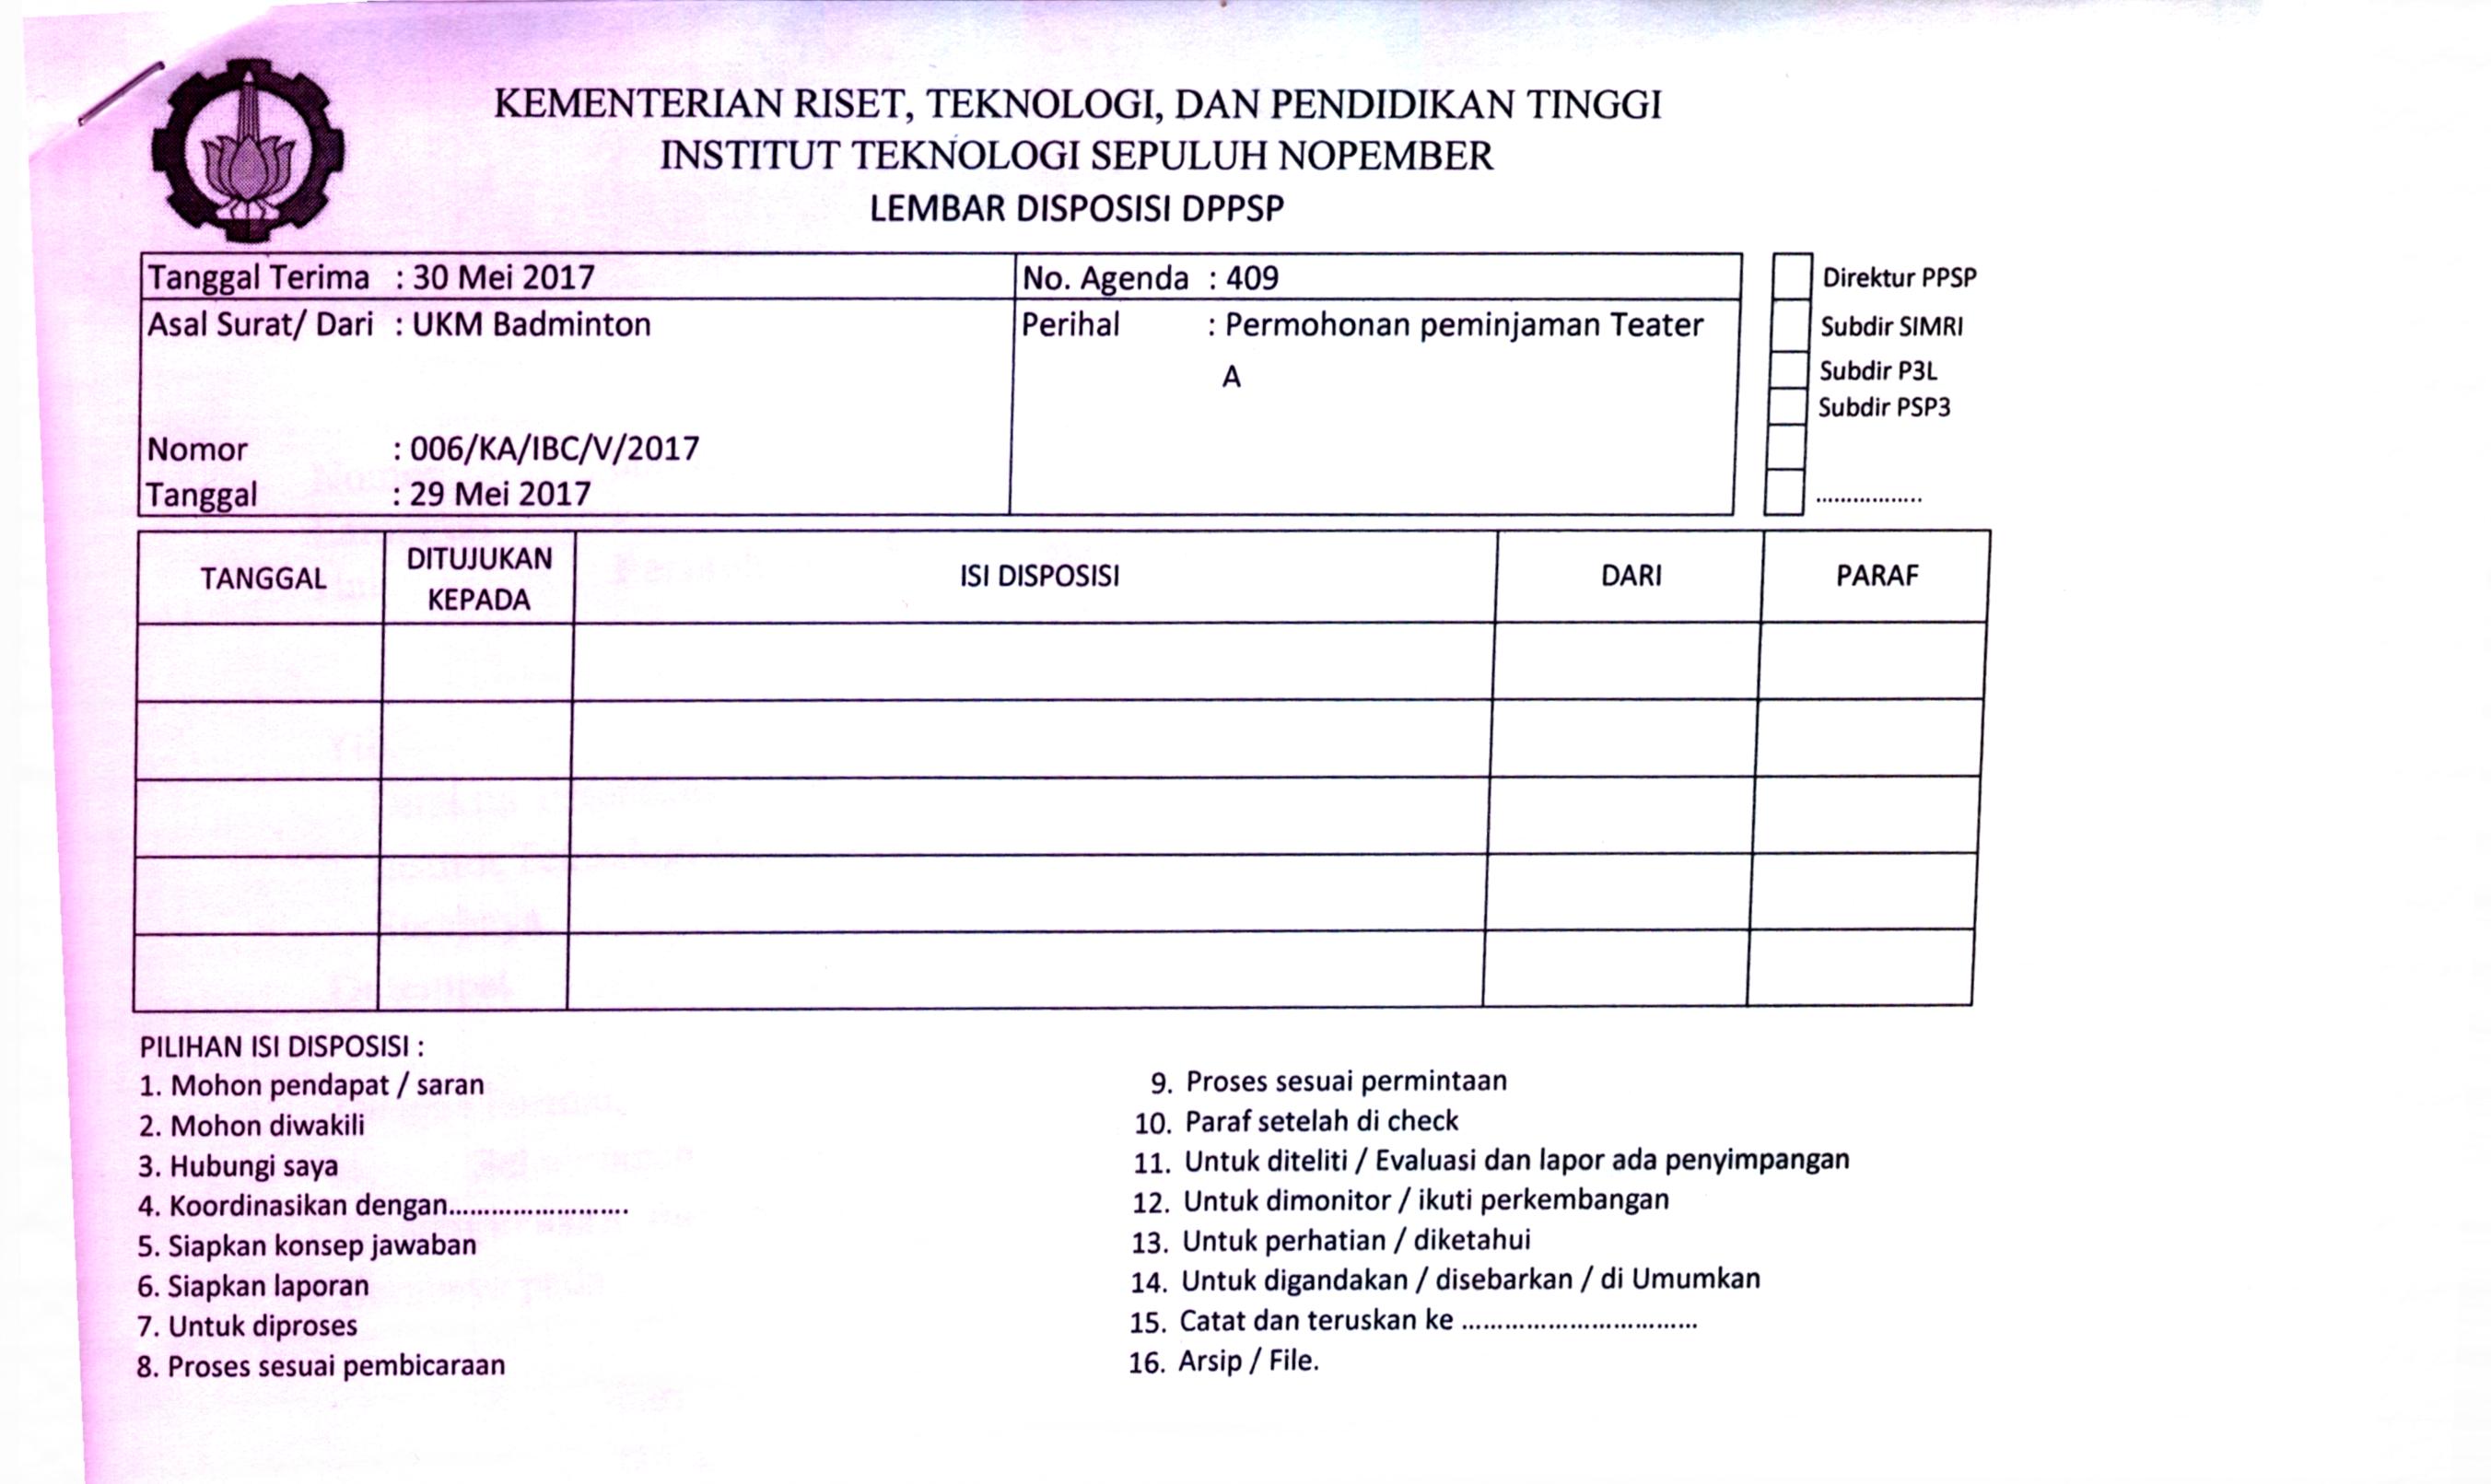 KEMENTERIAN RISET, TEKNOLOGI, DAN PENDIDIKAN TINGGI
INSTITUT TEKNOLOGI SEPULUH NOPEMBER
LEMBAR DISPOSISI DPPSP
Tanggal Terima : 30 Mei 2017
No. Agenda : 409
Asal Surat/ Dari : UKM Badminton
Perihal : Permohonan peminjaman Teater
A
Nomor : 006/KA/IBC/V/2017
Tanggal : 29 Mei 2017
Direktur PPSP
Subdir SIMRI
Subdir P3L
Subdir PSP3
.................
TANGGAL
DITUJUKAN
KEPADA
ISI DISPOSISI
DARI
PARAF
PILIHAN ISI DISPOSISI :
1. Mohon pendapat / saran
2. Mohon diwakili
3. Hubungi saya
4. Koordinasikan dengan.........................
5. Siapkan konsep jawaban
6. Siapkan laporan
7. Untuk diproses
8. Proses sesuai pembicaraan
9. Proses sesuai permintaan
10. Paraf setelah di check
11. Untuk diteliti / Evaluasi dan lapor ada penyimpangan
12. Untuk dimonitor / ikuti perkembangan
13. Untuk perhatian / diketahui
14. Untuk digandakan / disebarkan / di Umumkan
15. Catat dan teruskan ke .................................
16. Arsip / File.